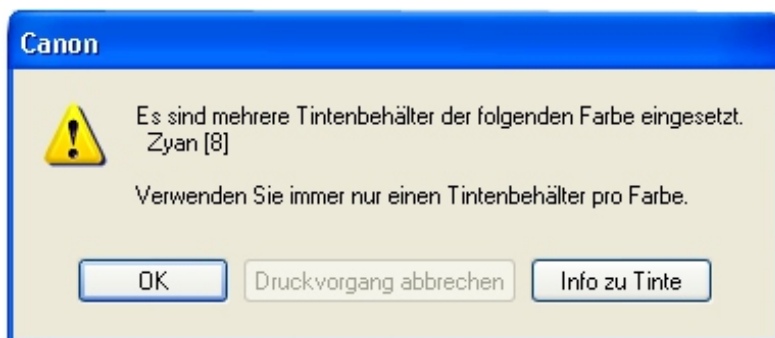 Canon
Es sind mehrere Tintenbehälter der folgenden Farbe eingesetzt.
Zyan [8]
Verwenden Sie immer nur einen Tintenbehälter pro Farbe.
OK
Druckvorgang abbrechen
Info zu Tinte